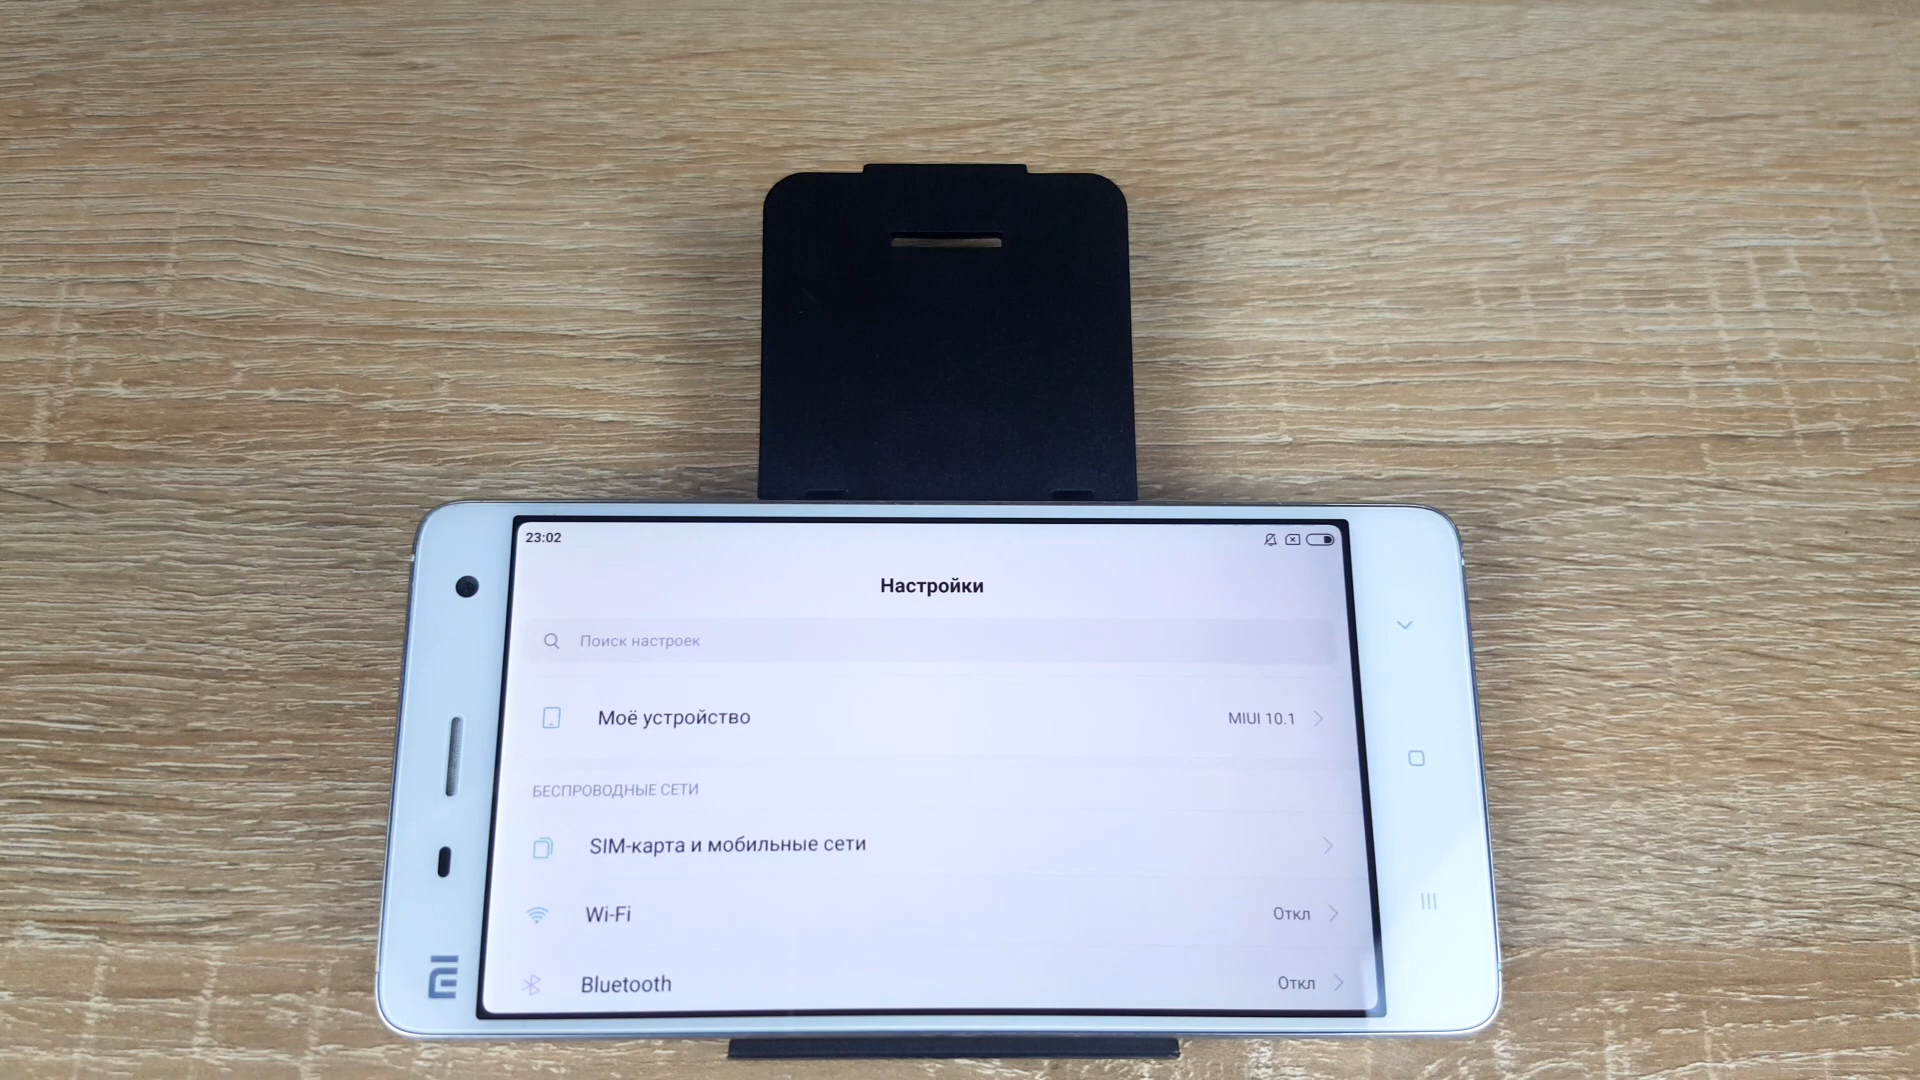 23:02
Настройки
Поиск настроек
Моё устройство MIUI 10.1
БЕСПРОВОДНЫЕ СЕТИ
SIM-карта и мобильные сети
Wi-Fi Откл
Bluetooth Откл
mi